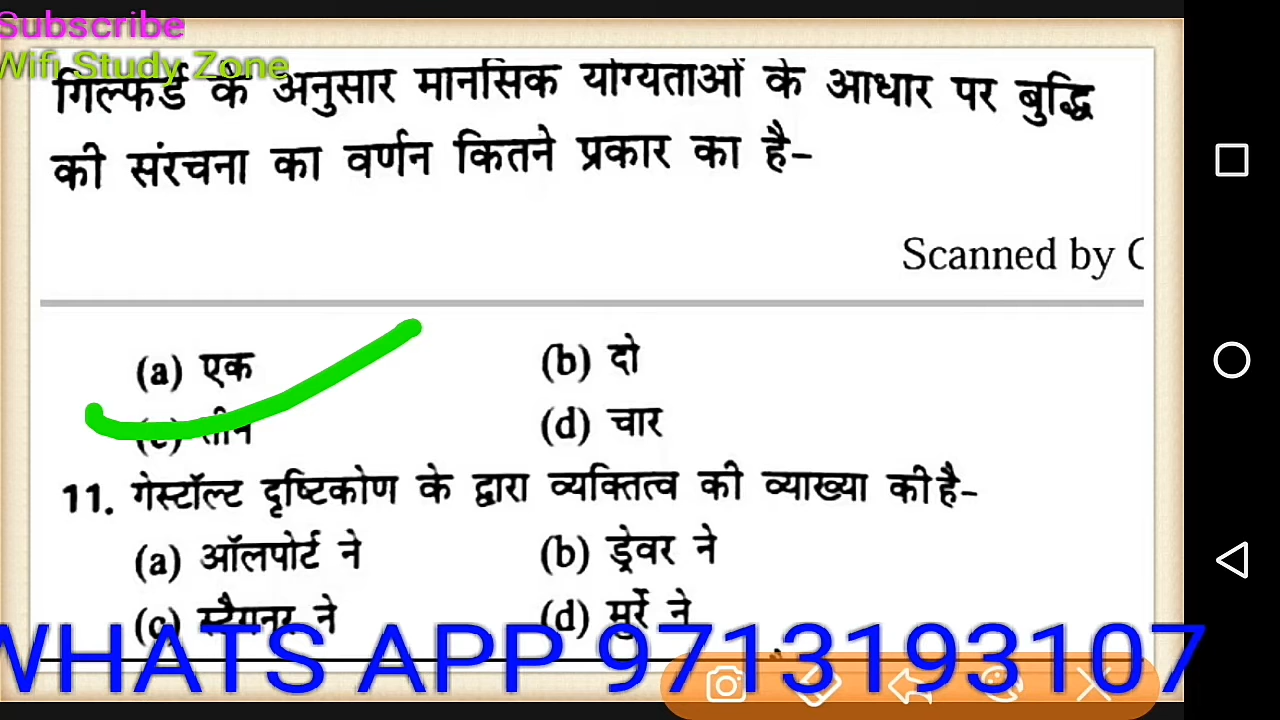 Subscribe
Wifi Study Zone
गिल्फर्ड के अनुसार मानसिक योग्यताओं के आधार पर बुद्धि
की संरचना का वर्णन कितने प्रकार का है-
Scanned by C
(a) एक (b) दो
(c) तीन (d) चार
11. गेस्टॉल्ट दृष्टिकोण के द्वारा व्यक्तित्व की व्याख्या की है-
(a) ऑलपोर्ट ने (b) ड्रेवर ने
(c) स्टैगनर ने (d) मुर्रे ने
WHATS APP 9713193107